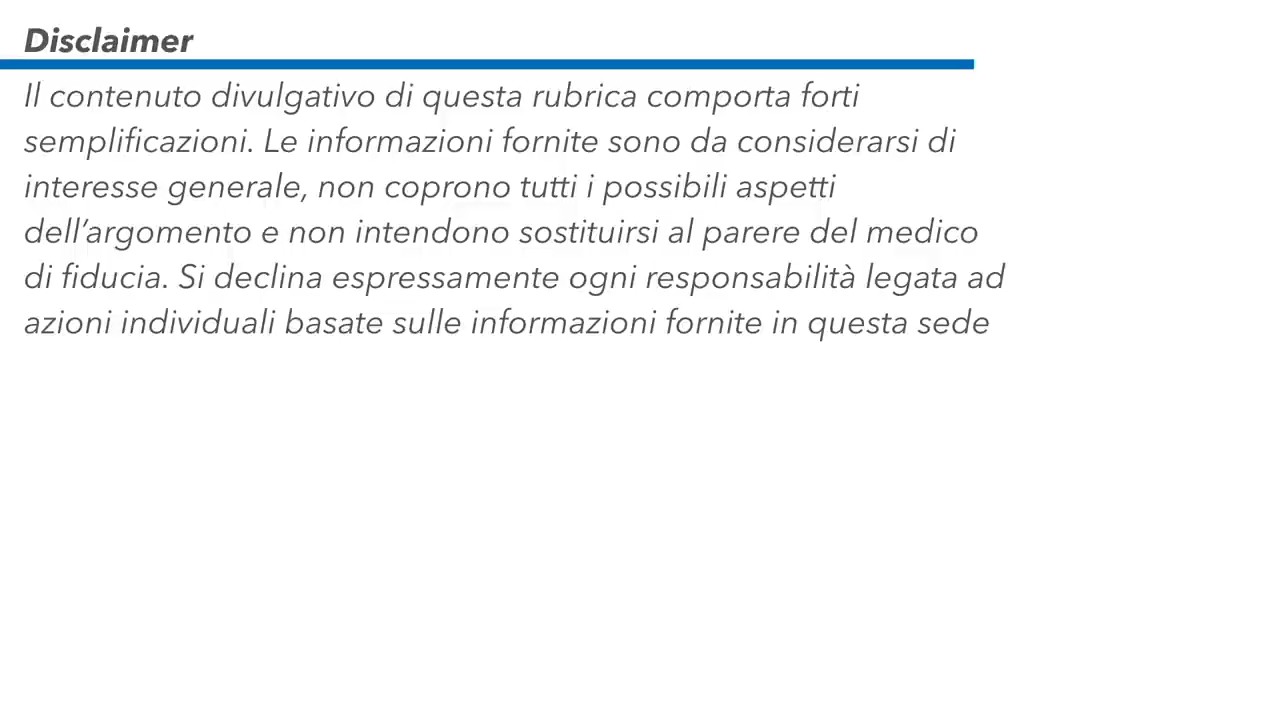 Disclaimer
Il contenuto divulgativo di questa rubrica comporta forti
semplificazioni. Le informazioni fornite sono da considerarsi di
interesse generale, non coprono tutti i possibili aspetti
dell’argomento e non intendono sostituirsi al parere del medico
di fiducia. Si declina espressamente ogni responsabilità legata ad
azioni individuali basate sulle informazioni fornite in questa sede